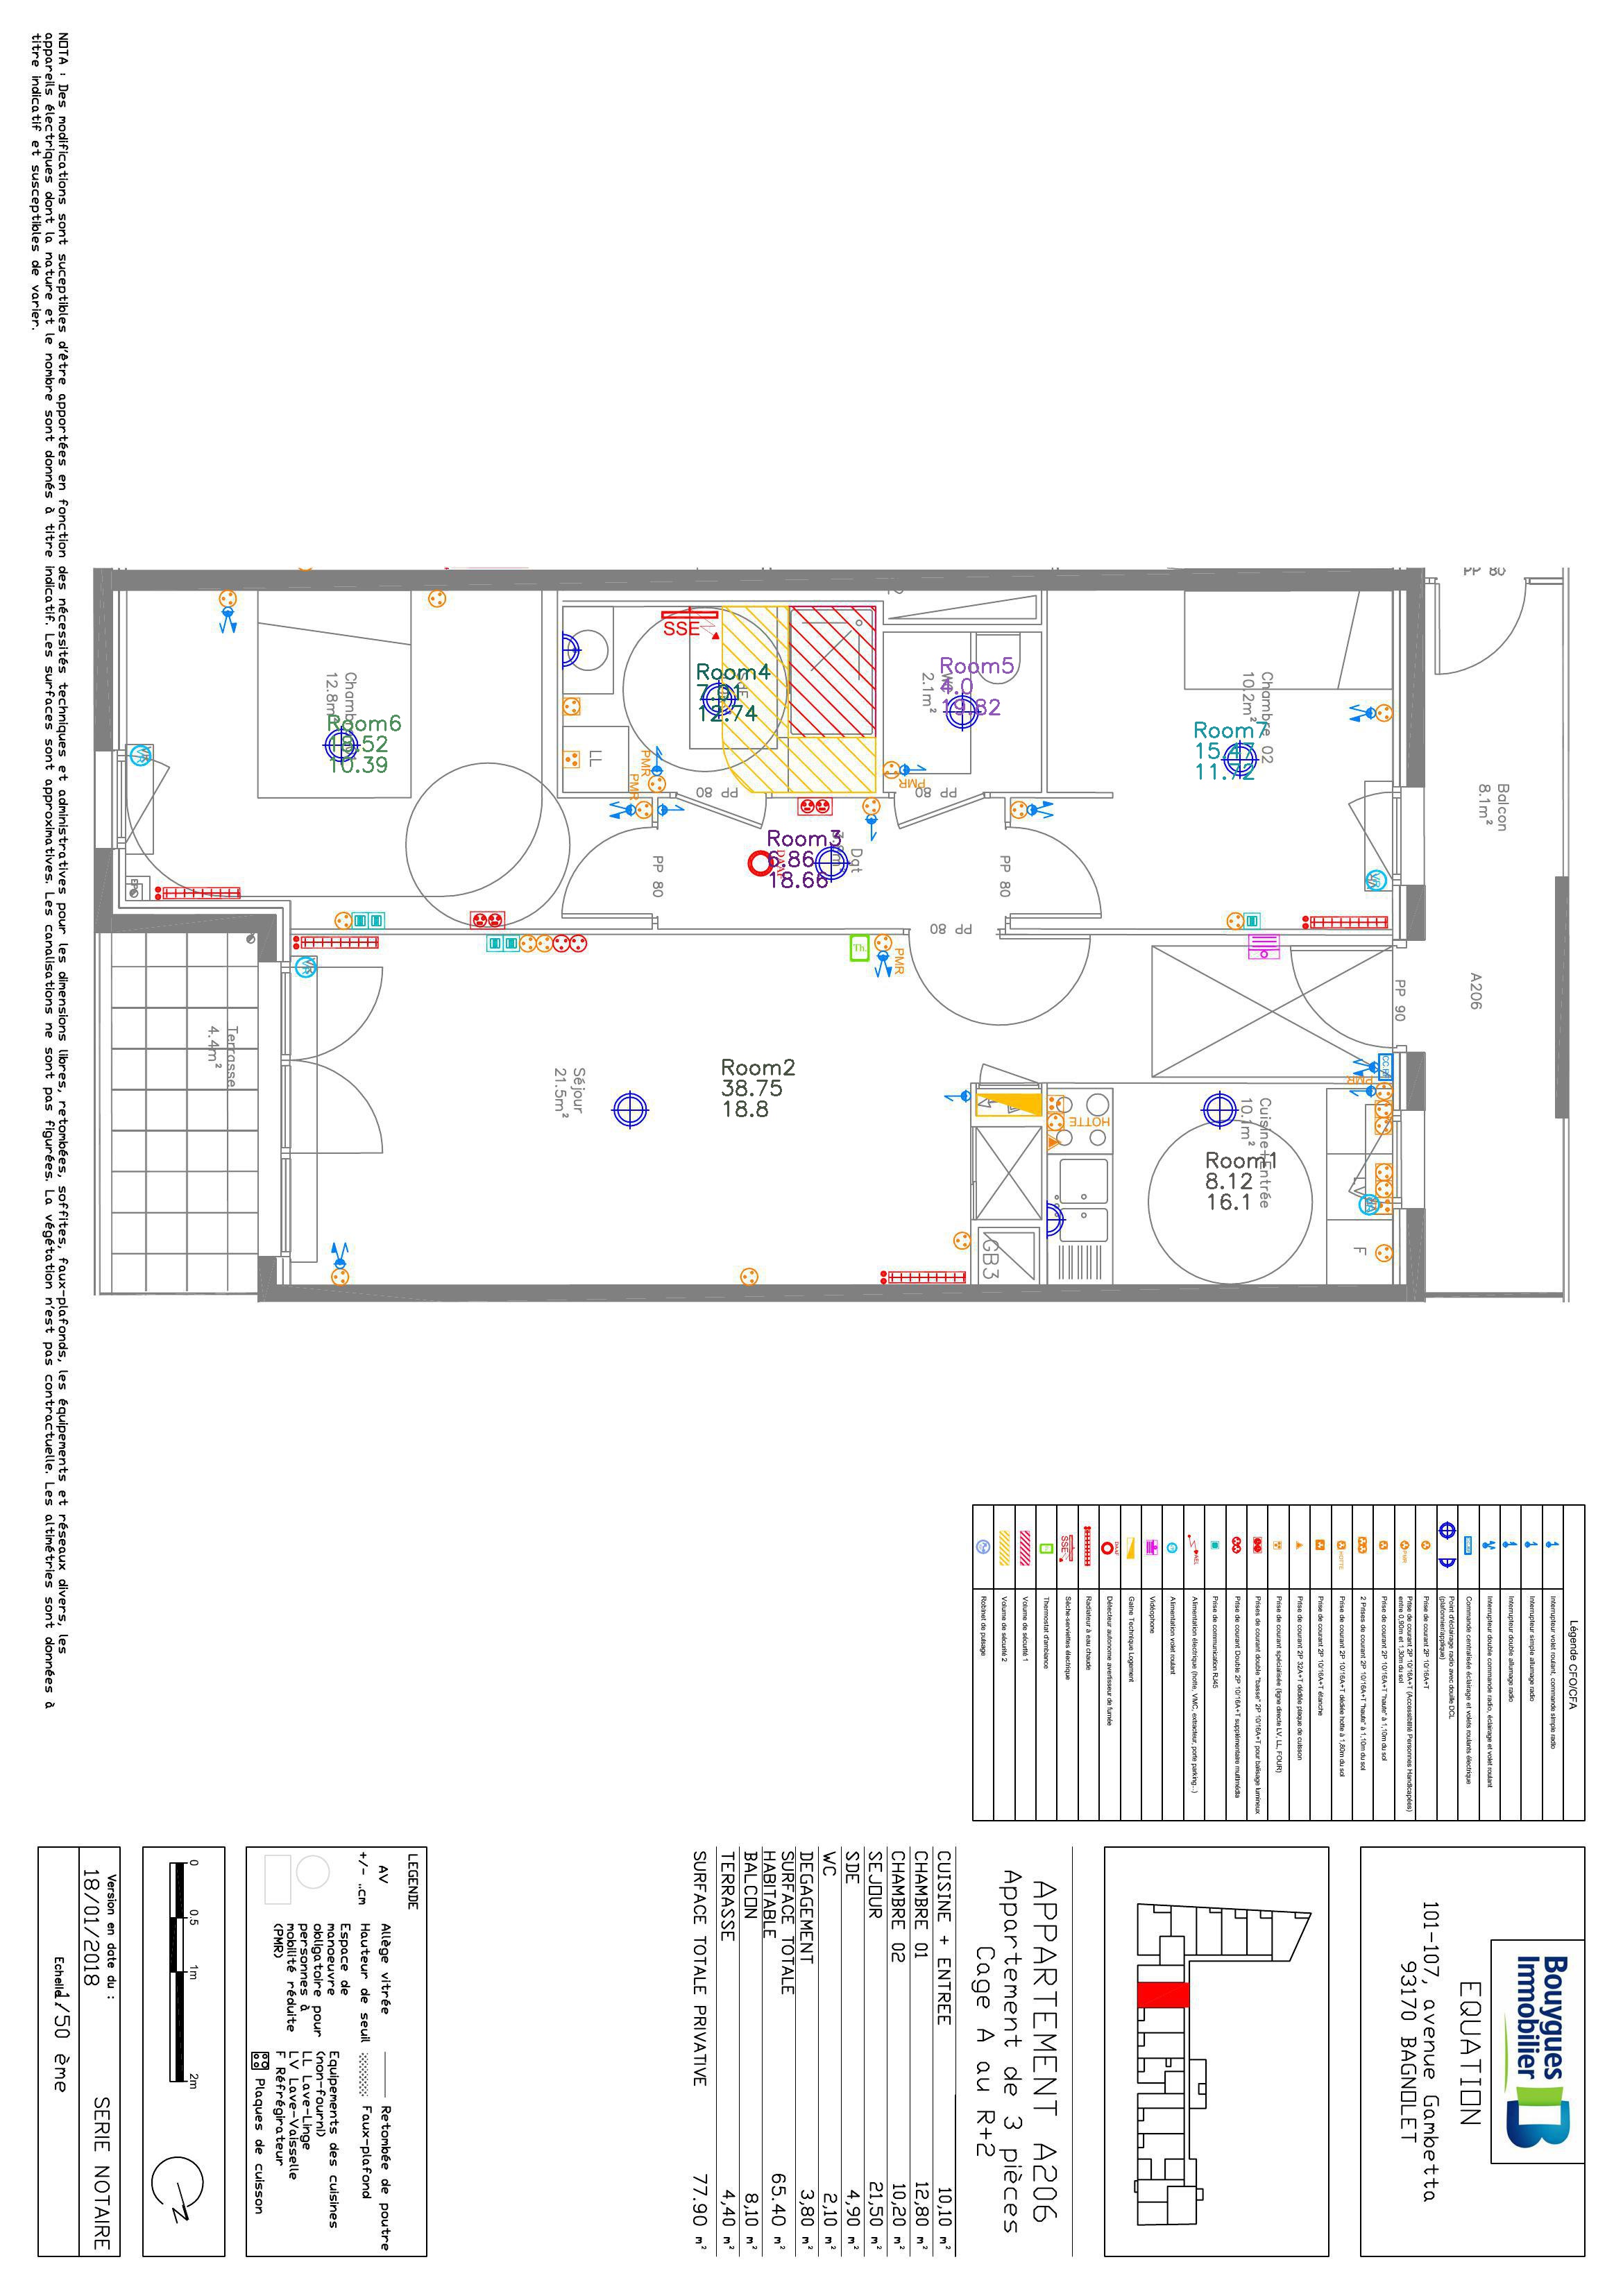 NOTA : Des modifications sont suceptibles d'être apportées en fonction des nécessités techniques et administratives pour les dimensions libres, retombées, soffites, faux-plafonds, les équipements et réseaux divers, les
appareils électriques dont la nature et le nombre sont donnés à titre indicatif. Les surfaces sont approximatives. Les canalisations ne sont pas figurées. La végétation n'est pas contractuelle. Les altimétries sont données à
titre indicatif et susceptibles de varier.
PP 80
SSE
Room4
12.74
Room5
4.0
19.82
2.1m²
Chambre 02
10.2m²
Room7
15.47
11.72
12.8m²
Room6
10.39
LL
PMR
PMR
PMR
PP 80
PP 80
Balcon
8.1m²
Room3
6.86
18.66
Dgt
PP 80
PP 80
PP 80
Th.
PMR
A206
PP 90
Terrasse
4.4m²
Séjour
21.5m²
Room2
38.75
18.8
PMR
HOTTE
Cuisine+Entrée
10.1m²
Room1
8.12
16.1
GB3
F
Légende CFO/CFA
Interrupteur volet roulant, commande simple radio
Interrupteur simple allumage radio
Interrupteur double allumage radio
Interrupteur double commande radio, éclairage et volet roulant
Commande centralisée éclairage et volets roulants électrique
Point d'éclairage radio avec douille DCL
(plafonnier/applique)
Prise de courant 2P 10/16A+T
Prise de courant 2P 10/16A+T (Accessibilité Personnes Handicapées)
entre 0,90m et 1,30m du sol
Prise de courant 2P 10/16A+T "haute" à 1,10m du sol
2 Prises de courant 2P 10/16A+T "haute" à 1,10m du sol
Prise de courant 2P 10/16A+T dédiée hotte à 1,80m du sol
Prise de courant 2P 10/16A+T étanche
Prise de courant 2P 32A+T dédiée plaque de cuisson
Prise de courant spécialisée (ligne directe LV, LL, FOUR)
Prises de courant double "basse" 2P 10/16A+T pour balisage lumineux
Prise de courant Double 2P 10/16A+T supplémentaire multimédia
Prise de communication RJ45
Alimentation électrique (hotte, VMC, extracteur, porte parking...)
Alimentation volet roulant
Vidéophone
Gaine Technique Logement
Détecteur autonome avertisseur de fumée
Radiateur à eau chaude
Sèche-serviettes électrique
Thermostat d'ambiance
Volume de sécurité 1
Volume de sécurité 2
Robinet de puisage
Bouygues
Immobilier
EQUATION
101-107, avenue Gambetta
93170 BAGNOLET
APPARTEMENT A206
Appartement de 3 pièces
Cage A au R+2
CUISINE + ENTREE 10,10 m²
CHAMBRE 01 12,80 m²
CHAMBRE 02 10,20 m²
SEJOUR 21,50 m²
SDE 4,90 m²
WC 2,10 m²
DEGAGEMENT 3,80 m²
SURFACE TOTALE
HABITABLE 65.40 m²
BALCON 8,10 m²
TERRASSE 4,40 m²
SURFACE TOTALE PRIVATIVE 77.90 m²
LEGENDE
AV Allège vitrée
+/- ..cm Hauteur de seuil
Espace de
manoeuvre
obligatoire pour
personnes à
mobilité réduite
(PMR)
Retombée de poutre
Faux-plafond
Equipements des cuisines
(non-fourni)
LL Lave-Linge
LV Lave-Vaisselle
F Réfrigérateur
Plaques de cuisson
0 0.5 1m 2m
Version en date du :
18/01/2018
SERIE NOTAIRE
1/50 ème